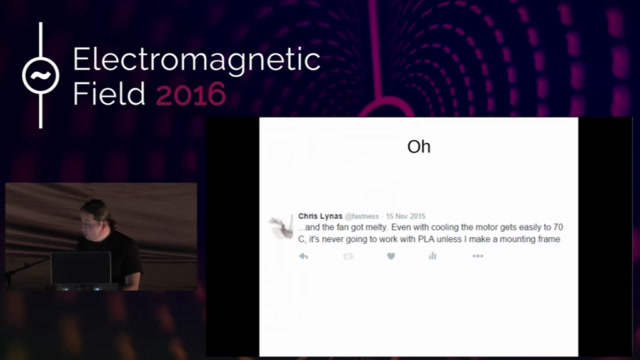 Electromagnetic
Field 2016
Oh
Chris Lynas @fastness · 15 Nov 2015
...and the fan got melty. Even with cooling the motor gets easily to 70
C, it's never going to work with PLA unless I make a mounting frame